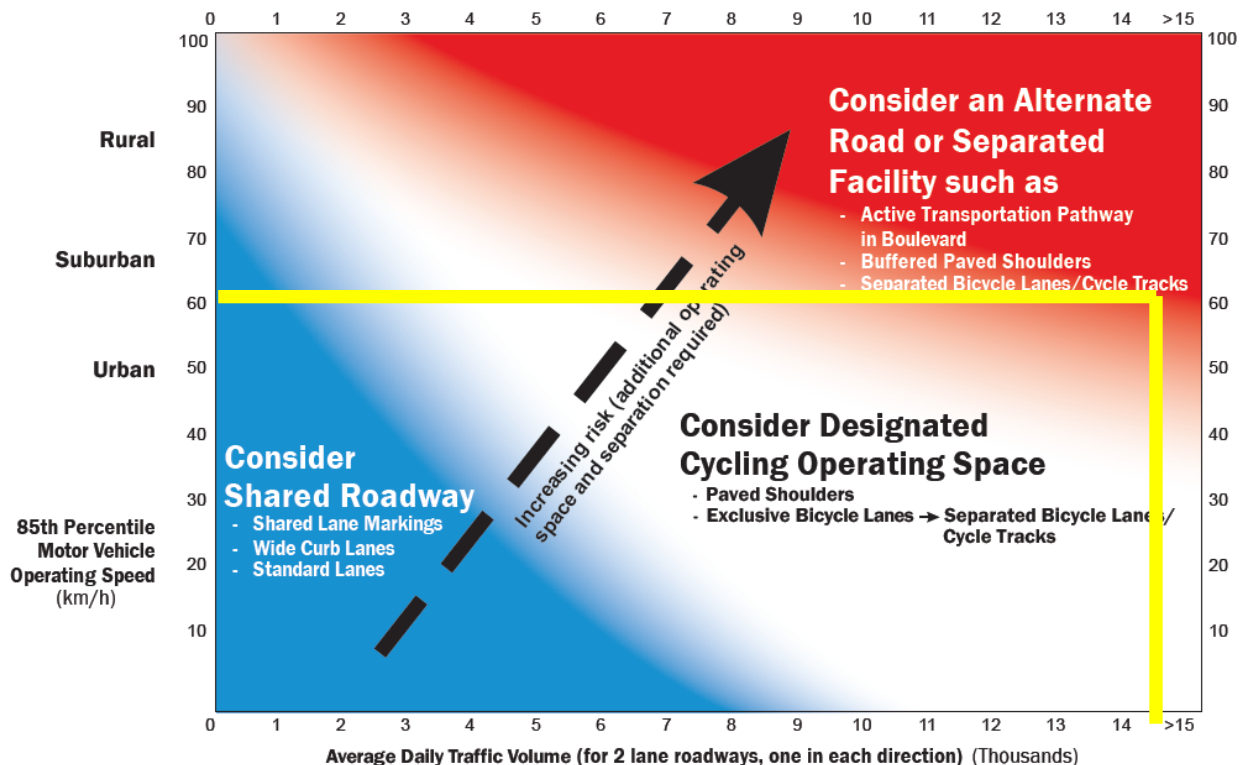 0 1 2 3 4 5 6 7 8 9 10 11 12 13 14 >15
100 100
90 90
Rural
80 80
70 70
Suburban
60 60
50 50
Urban
40 40
30 30
20 20
10 10
85th Percentile
Motor Vehicle
Operating Speed
(km/h)
Consider an Alternate
Road or Separated
Facility such as
- Active Transportation Pathway
in Boulevard
- Buffered Paved Shoulders
- Separated Bicycle Lanes/Cycle Tracks
Increasing risk (additional operating
space and separation required)
Consider Designated
Cycling Operating Space
- Paved Shoulders
- Exclusive Bicycle Lanes → Separated Bicycle Lanes/
Cycle Tracks
Consider
Shared Roadway
- Shared Lane Markings
- Wide Curb Lanes
- Standard Lanes
0 1 2 3 4 5 6 7 8 9 10 11 12 13 14 >15
Average Daily Traffic Volume (for 2 lane roadways, one in each direction) (Thousands)